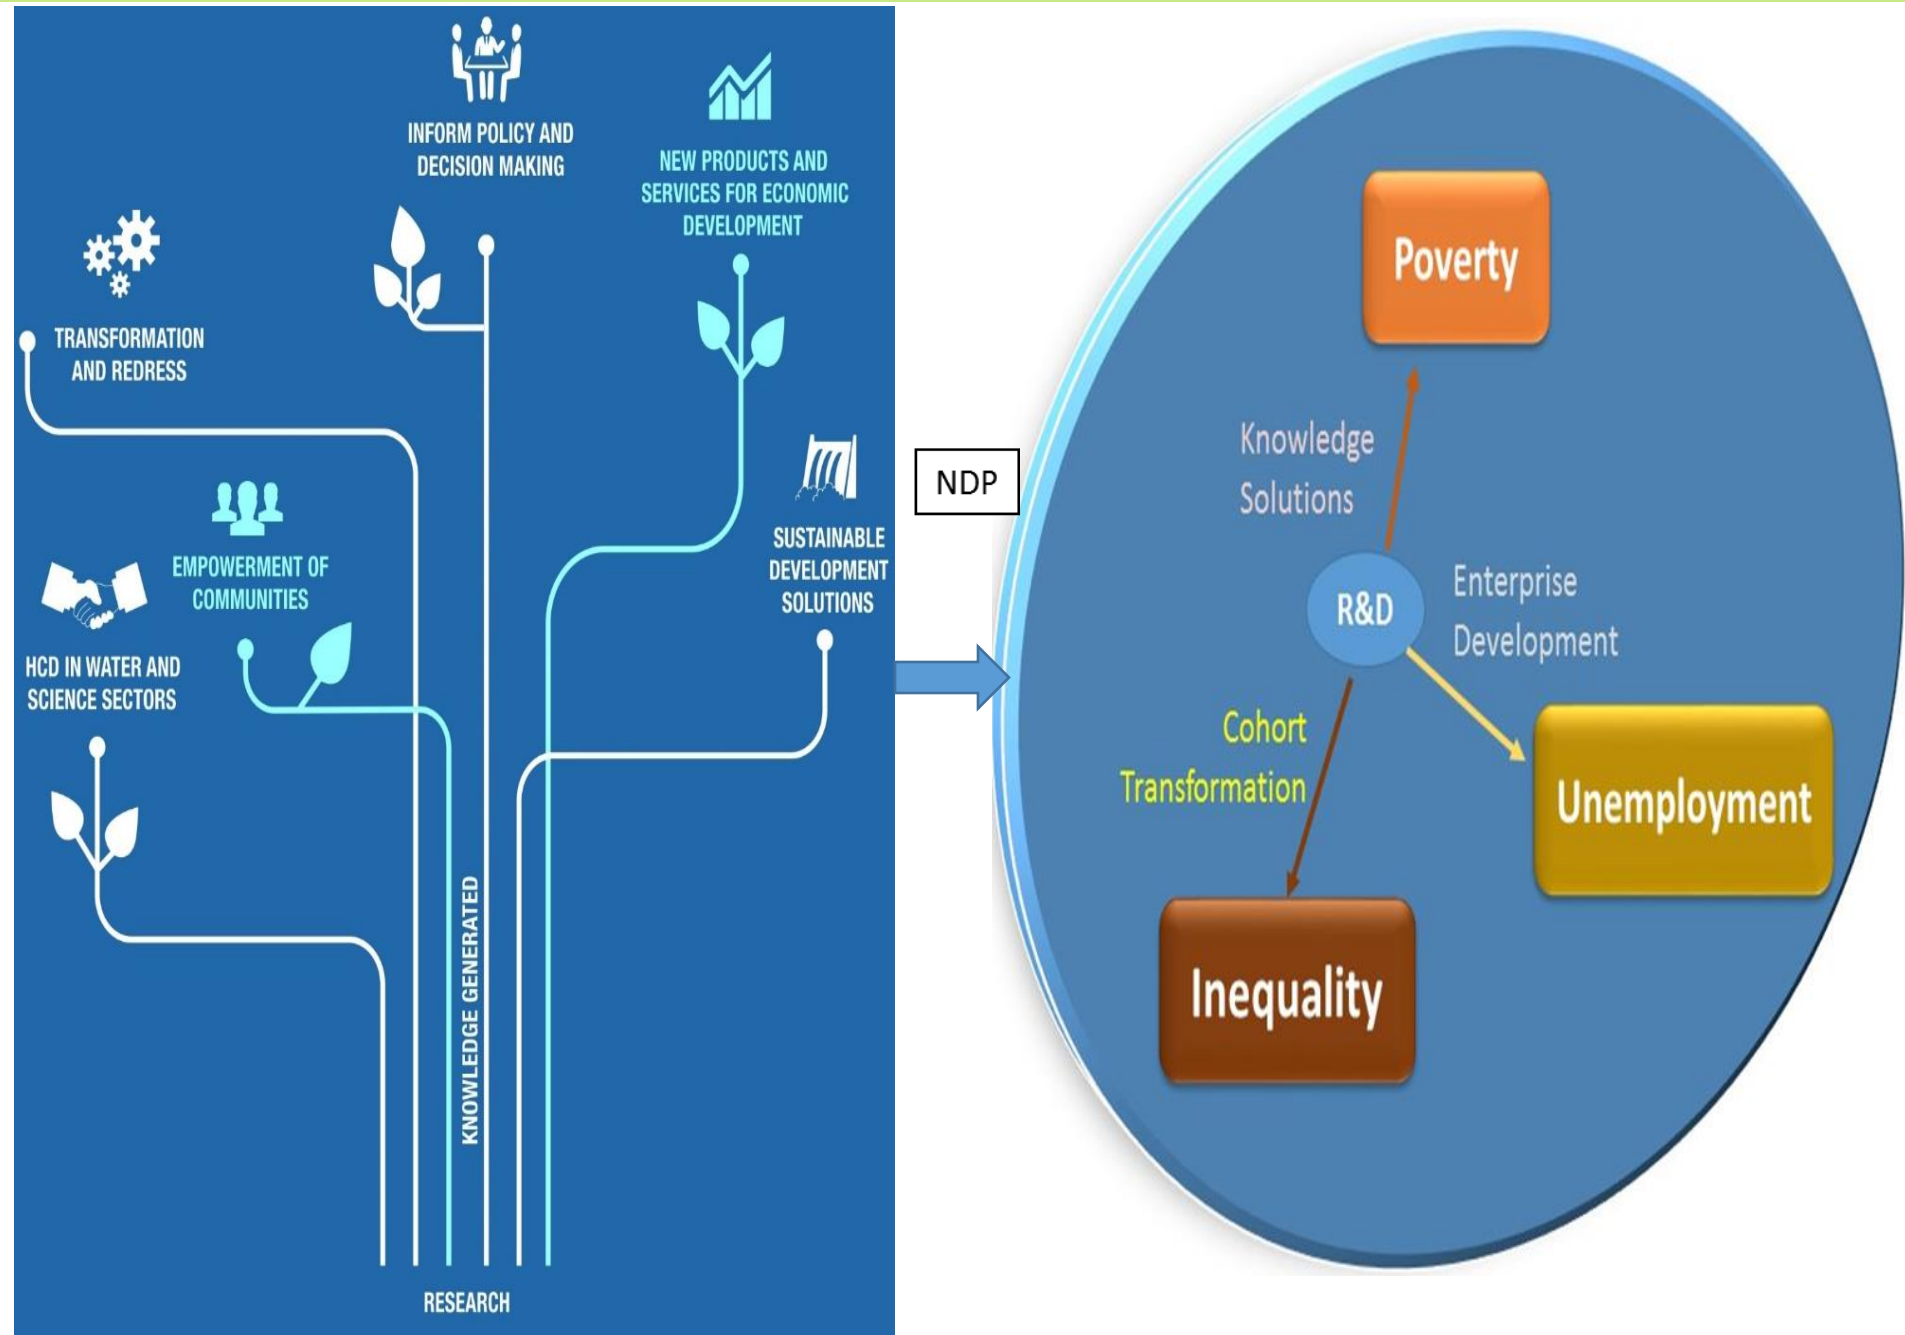 INFORM POLICY AND
DECISION MAKING
NEW PRODUCTS AND
SERVICES FOR ECONOMIC
DEVELOPMENT
TRANSFORMATION
AND REDRESS
EMPOWERMENT OF
COMMUNITIES
SUSTAINABLE
DEVELOPMENT
SOLUTIONS
HCD IN WATER AND
SCIENCE SECTORS
KNOWLEDGE GENERATED
RESEARCH
NDP
Poverty
Knowledge
Solutions
R&D
Enterprise
Development
Cohort
Transformation
Unemployment
Inequality